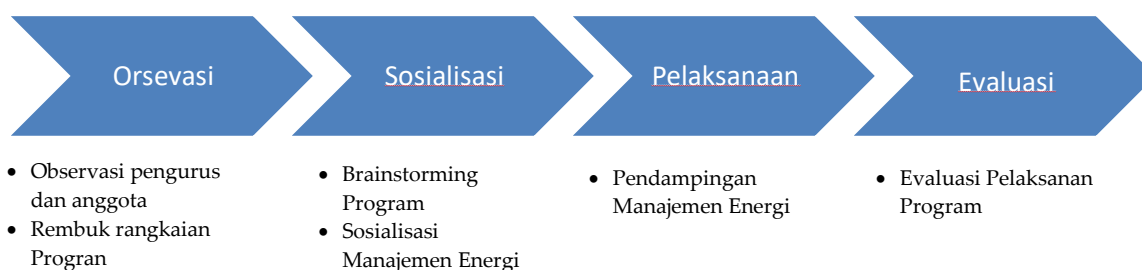 Orsevasi
Sosialisasi
Pelaksanaan
Evaluasi
• Observasi pengurus
dan anggota
• Rembuk rangkaian
Progran
• Brainstorming
Program
• Sosialisasi
Manajemen Energi
• Pendampingan
Manajemen Energi
• Evaluasi Pelaksanan
Program